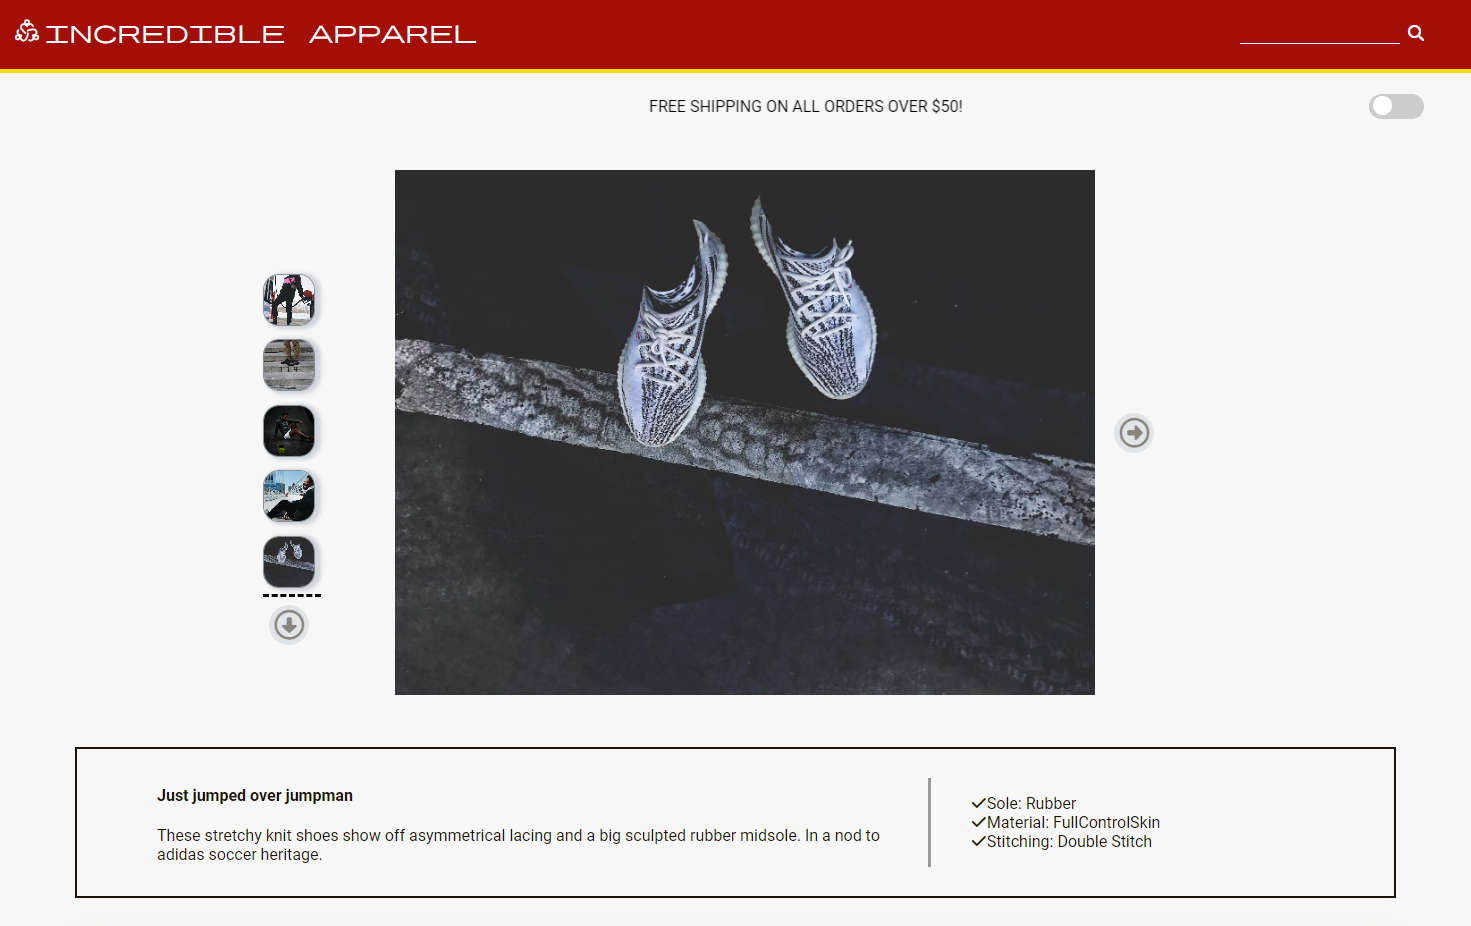 INCREDIBLE APPAREL
FREE SHIPPING ON ALL ORDERS OVER $50!
Just jumped over jumpman
These stretchy knit shoes show off asymmetrical lacing and a big sculpted rubber midsole. In a nod to
adidas soccer heritage.
Sole: Rubber
Material: FullControlSkin
Stitching: Double Stitch